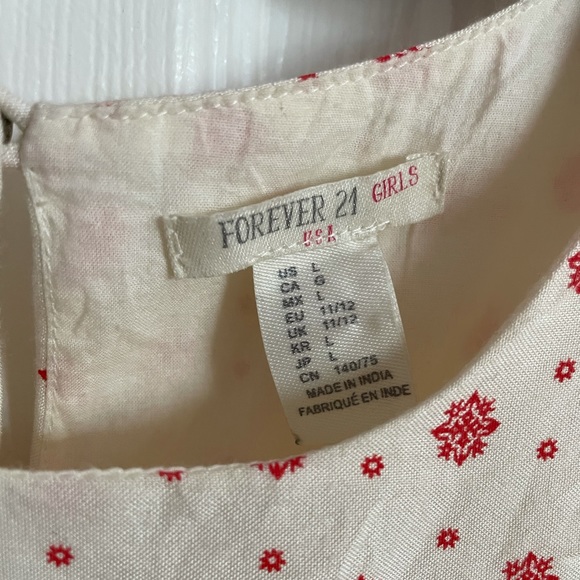 FOREVER 21 GIRLS
USA
US L
CA G
MX L
EU 11/12
UK 11/12
KR L
JP L
CN 140/75
MADE IN INDIA
FABRIQUÉ EN INDE